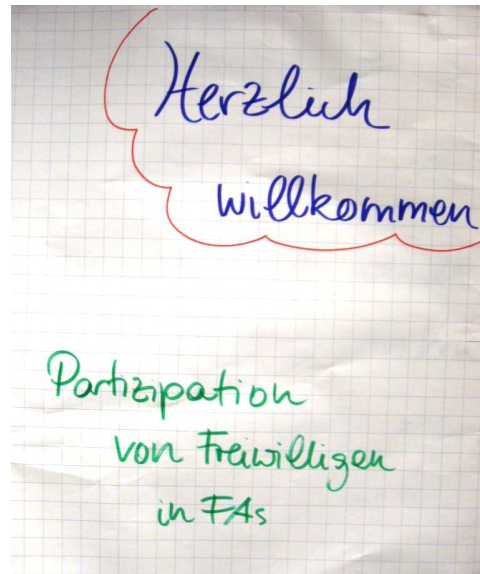 Herzlich
willkommen
Partizipation
von Freiwilligen
in FAs